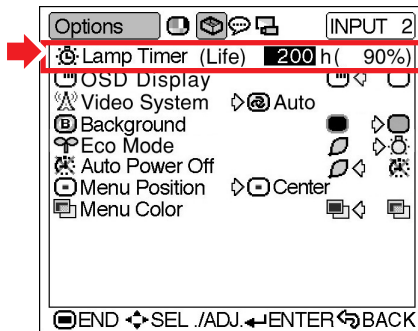 Options INPUT 2
Lamp Timer (Life) 200 h( 90%)
OSD Display
Video System Auto
B Background
Eco Mode
Auto Power Off
Menu Position Center
Menu Color
END SEL ./ADJ. ENTER BACK